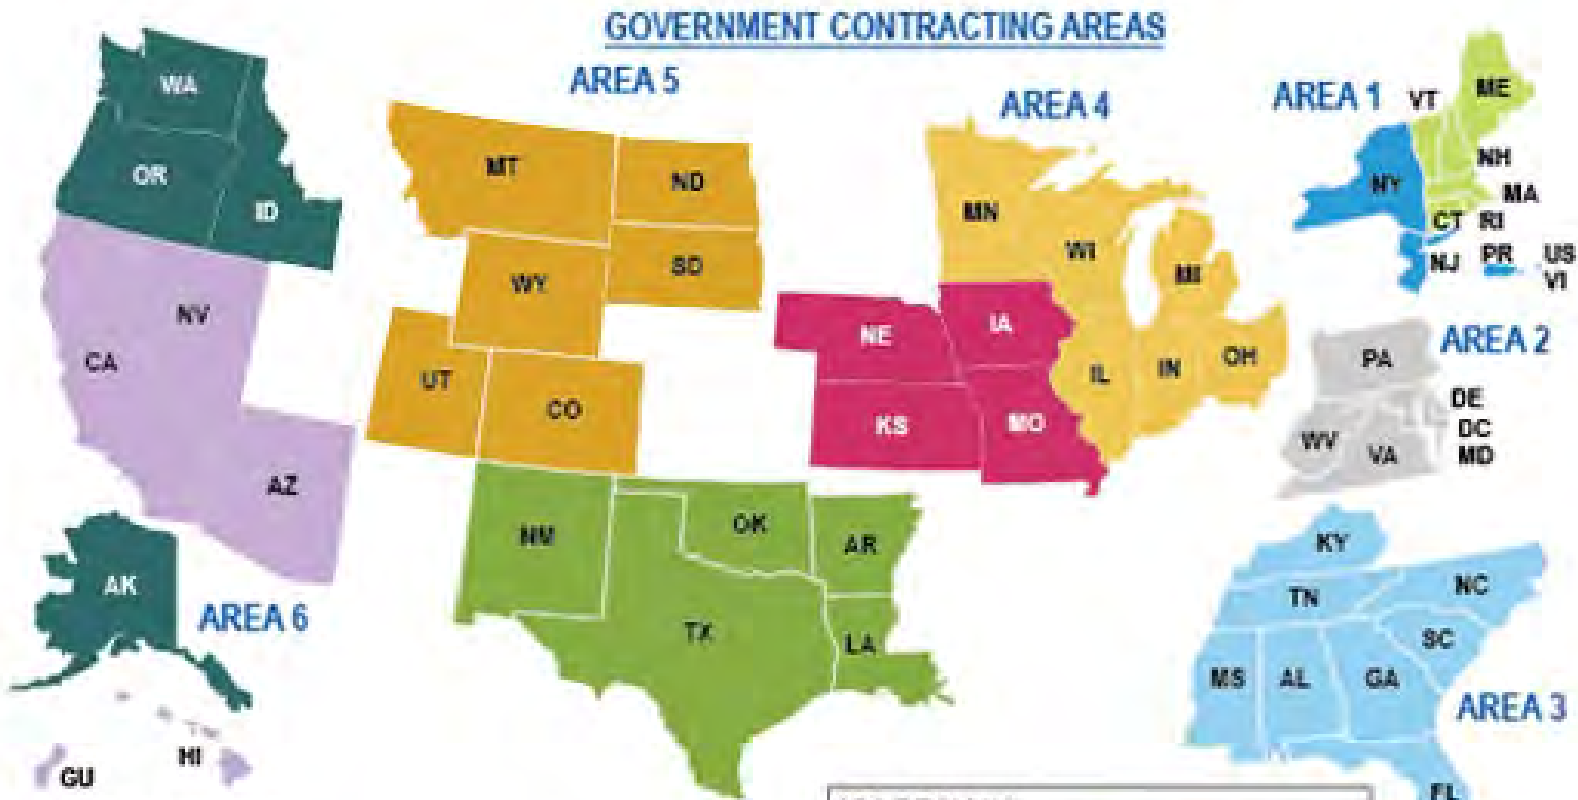 GOVERNMENT CONTRACTING AREAS
AREA 5
AREA 4
AREA 1
VT
ME
WA
OR
ID
MT
ND
SD
WY
UT
CO
MN
WI
MI
NY
NH
MA
CT RI
NJ PR US
VI
NV
CA
AZ
NE
IA
KS
MO
IL
IN
OH
AREA 2
PA
DE
DC
MD
WV
VA
NM
OK
AR
TX
LA
KY
TN
NC
SC
MS
AL
GA
FL
AREA 3
AK
AREA 6
HI
GU